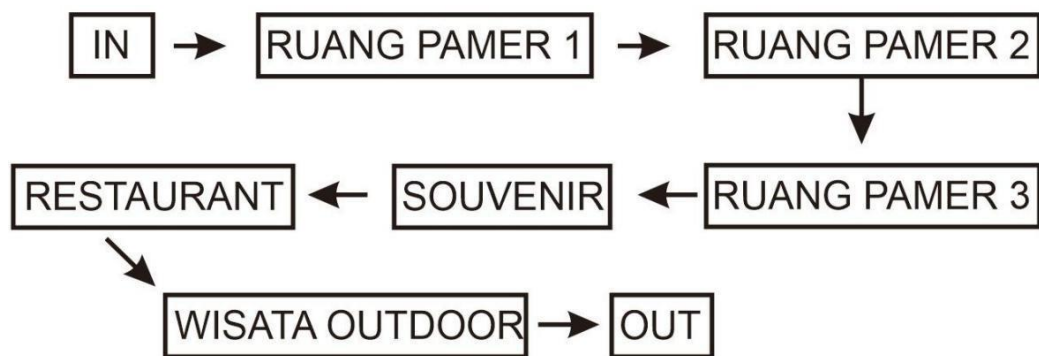 IN
RUANG PAMER 1
RUANG PAMER 2
RUANG PAMER 3
SOUVENIR
RESTAURANT
WISATA OUTDOOR
OUT